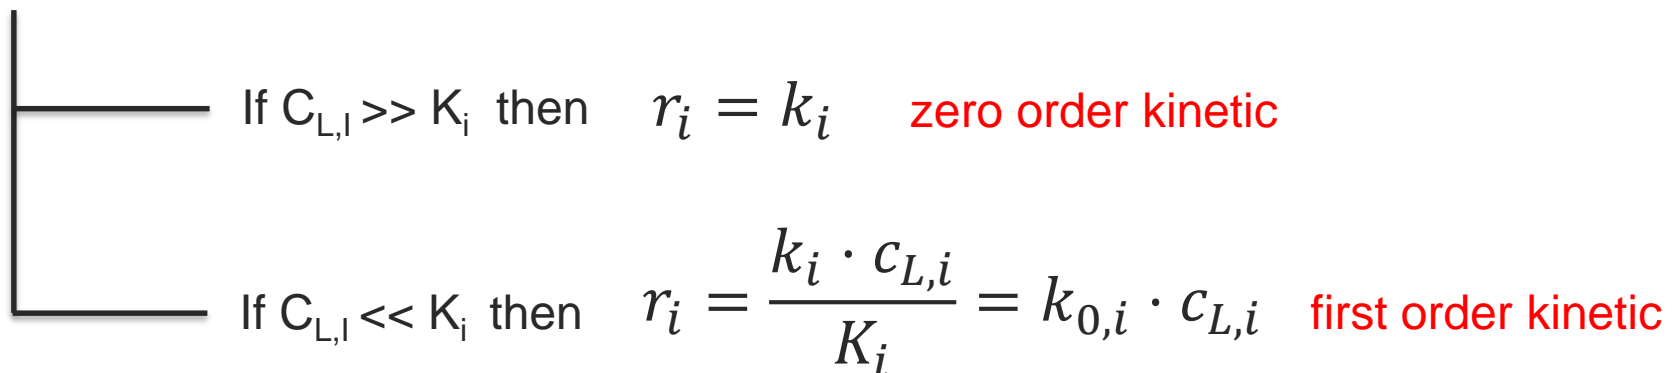 If C_{L,I} >> K_i then r_i = k_i zero order kinetic
If C_{L,I} << K_i then r_i = \frac{k_i · c_{L,i}}{K_i} = k_{0,i} · c_{L,i} first order kinetic